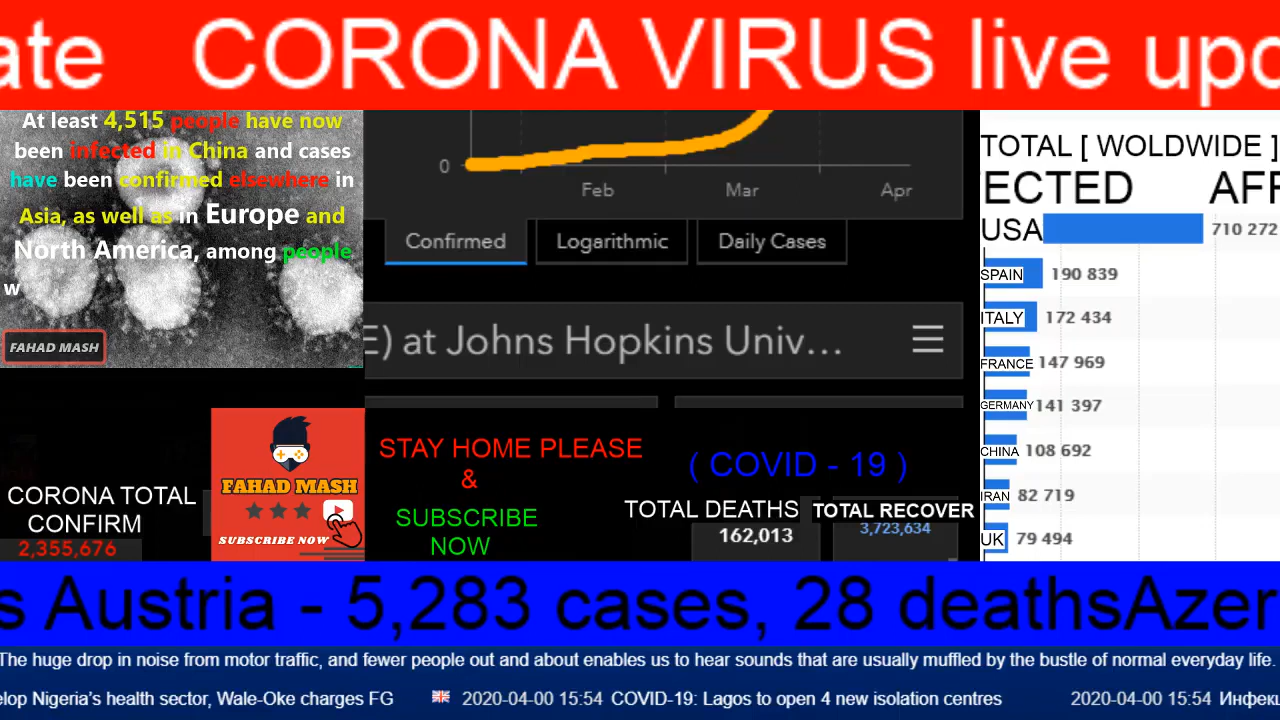 ate CORONA VIRUS live upd
At least 4,515 people have now
been infected in China and cases
have been confirmed elsewhere in
Asia, as well as in Europe and
North America, among people
w
FAHAD MASH
0
Feb Mar Apr
Confirmed Logarithmic Daily Cases
E) at Johns Hopkins Univ...
TOTAL [ WOLDWIDE ]
ECTED AFF
USA 710 272
SPAIN 190 839
ITALY 172 434
FRANCE 147 969
GERMANY 141 397
CHINA 108 692
IRAN 82 719
UK 79 494
CORONA TOTAL
CONFIRM
2,355,676
FAHAD MASH
SUBSCRIBE NOW
STAY HOME PLEASE
&
SUBSCRIBE
NOW
( COVID - 19 )
TOTAL DEATHS
162,013
TOTAL RECOVER
3,723,634
s Austria - 5,283 cases, 28 deathsAzer
The huge drop in noise from motor traffic, and fewer people out and about enables us to hear sounds that are usually muffled by the bustle of normal everyday life.
elop Nigeria's health sector, Wale-Oke charges FG 2020-04-00 15:54 COVID-19: Lagos to open 4 new isolation centres 2020-04-00 15:54 Инфекц